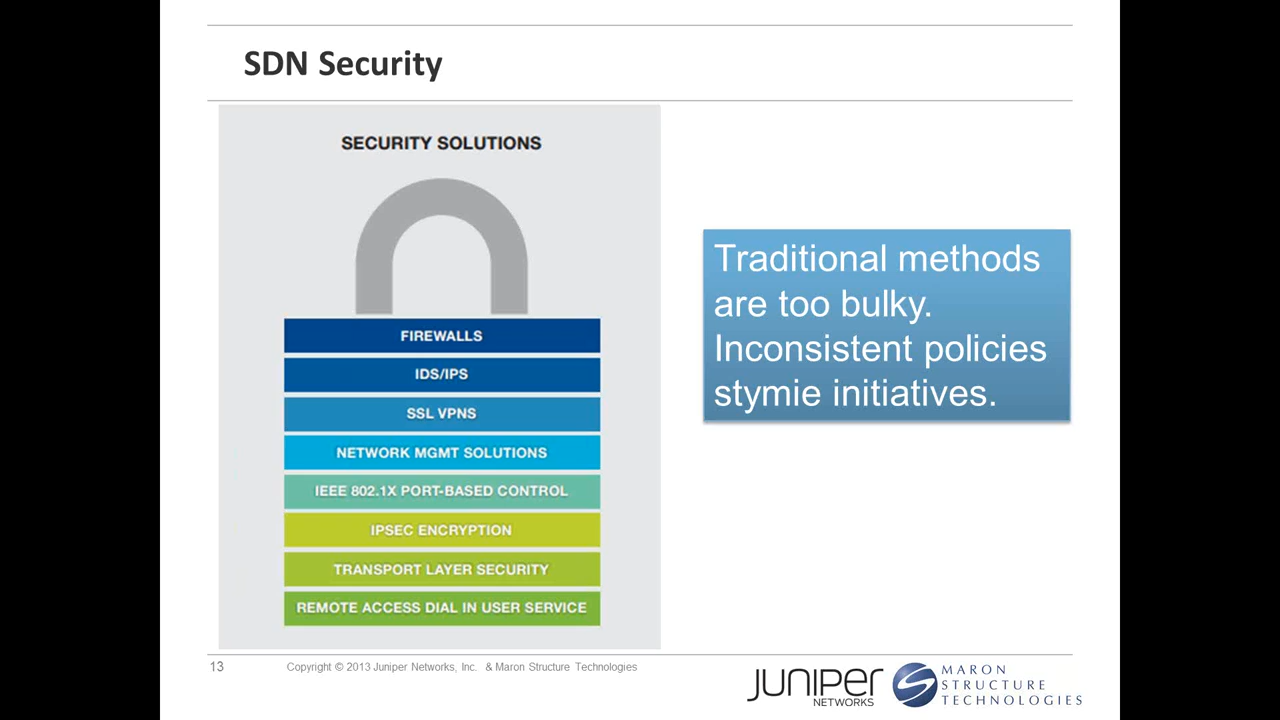 SDN Security
SECURITY SOLUTIONS
FIREWALLS
IDS/IPS
SSL VPNS
NETWORK MGMT SOLUTIONS
IEEE 802.1X PORT-BASED CONTROL
IPSEC ENCRYPTION
TRANSPORT LAYER SECURITY
REMOTE ACCESS DIAL IN USER SERVICE
Traditional methods
are too bulky.
Inconsistent policies
stymie initiatives.
13
Copyright © 2013 Juniper Networks, Inc. & Maron Structure Technologies
JUNIPER
NETWORKS
MARON
STRUCTURE
TECHNOLOGIES